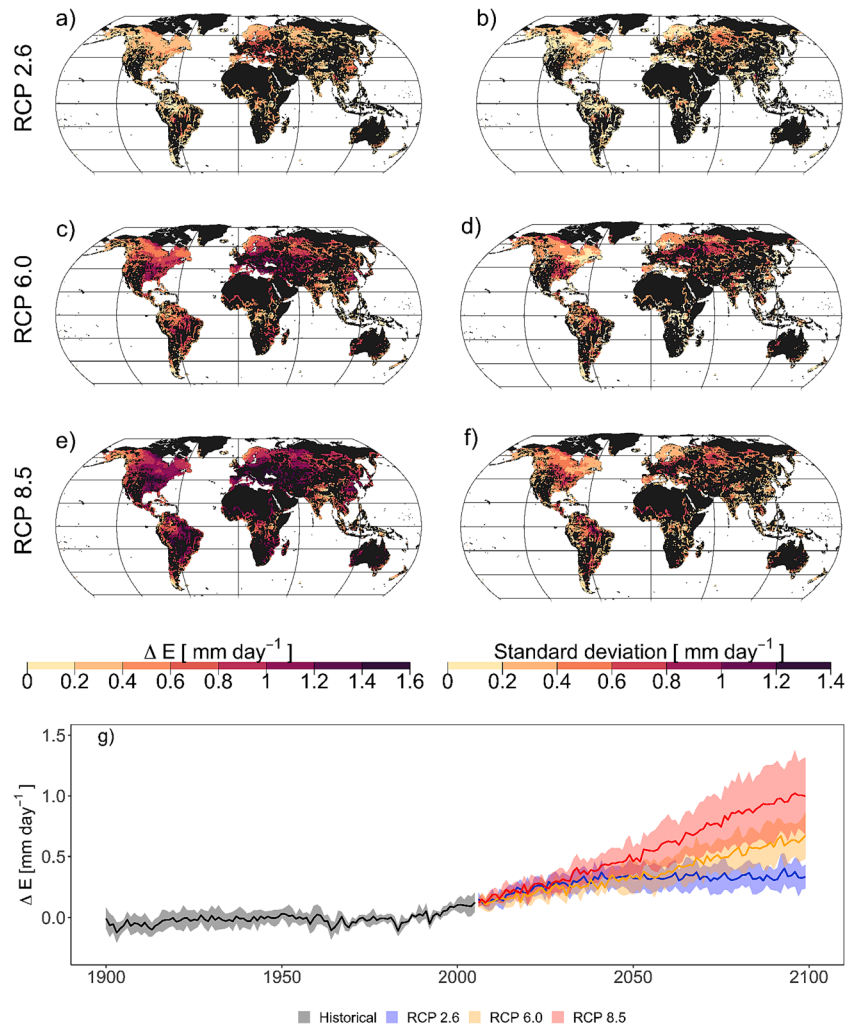 a)
b)
RCP 2.6
c)
d)
RCP 6.0
e)
f)
RCP 8.5
Δ E [ mm day⁻¹ ]
0 0.2 0.4 0.6 0.8 1 1.2 1.4 1.6
Standard deviation [ mm day⁻¹ ]
0 0.2 0.4 0.6 0.8 1 1.2 1.4
g)
Δ E [mm day⁻¹]
1.5
1.0
0.5
0.0
1900 1950 2000 2050 2100
Historical RCP 2.6 RCP 6.0 RCP 8.5